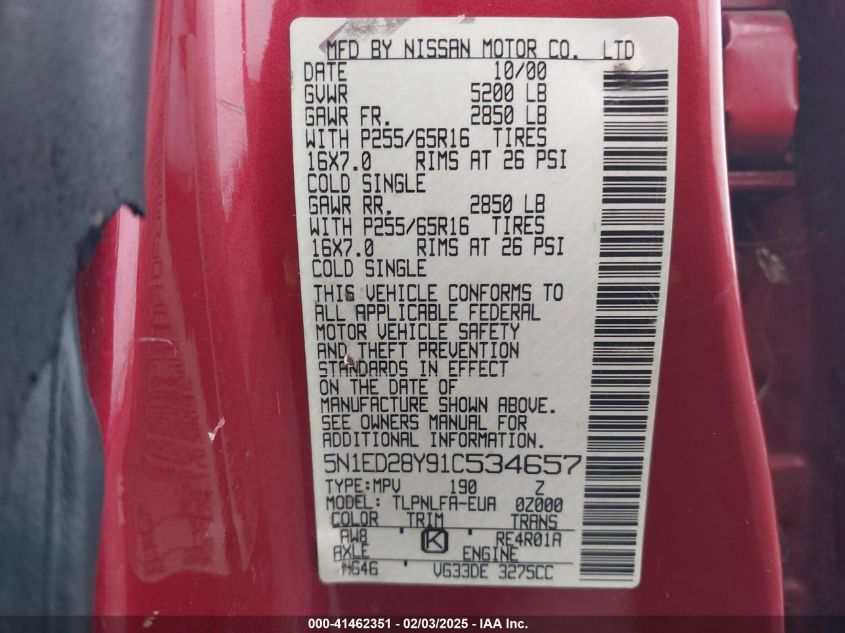 MFD BY NISSAN MOTOR CO. LTD
DATE 10/00
GVWR 5200 LB
GAWR FR. 2850 LB
WITH P255/65R16 TIRES
16X7.0 RIMS AT 26 PSI
COLD SINGLE
GAWR RR. 2850 LB
WITH P255/65R16 TIRES
16X7.0 RIMS AT 26 PSI
COLD SINGLE
THIS VEHICLE CONFORMS TO
ALL APPLICABLE FEDERAL
MOTOR VEHICLE SAFETY
AND THEFT PREVENTION
STANDARDS IN EFFECT
ON THE DATE OF
MANUFACTURE SHOWN ABOVE.
SEE OWNERS MANUAL FOR
ADDITIONAL INFORMATION.
5N1ED28Y91C534657
TYPE:MPV 190 Z
MODEL: TLPNLFA-EUA 0Z000
COLOR TRIM TRANS
AW8 K RE4R01A
AXLE ENGINE
HG46 VG33DE 3275CC
000-41462351 - 02/03/2025 - IAA Inc.